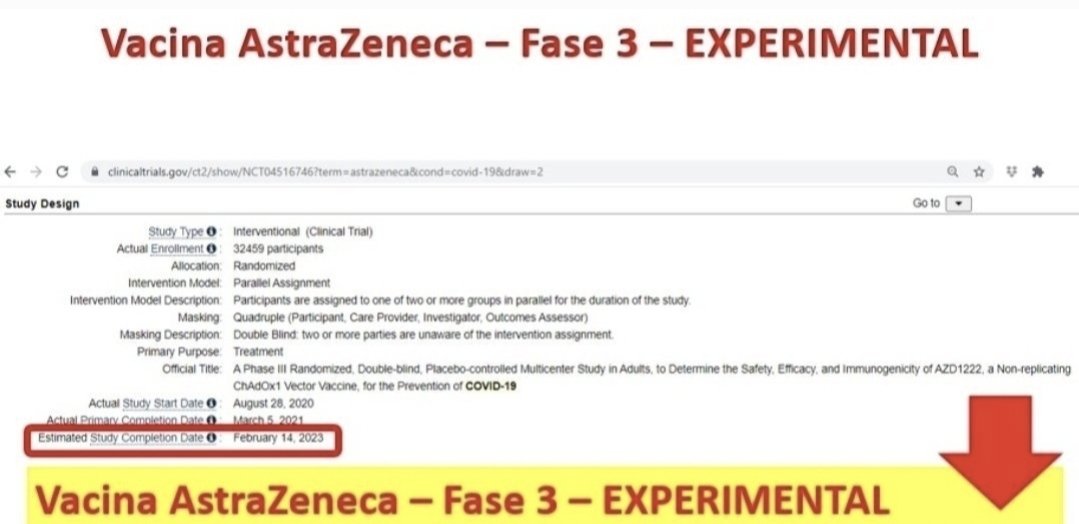 Vacina AstraZeneca – Fase 3 – EXPERIMENTAL
clinicaltrials.gov/ct2/show/NCT04516746?term=astrazeneca&cond=covid-19&draw=2
Study Design
Go to
Study Type: Interventional (Clinical Trial)
Actual Enrollment: 32459 participants
Allocation: Randomized
Intervention Model: Parallel Assignment
Intervention Model Description: Participants are assigned to one of two or more groups in parallel for the duration of the study.
Masking: Quadruple (Participant, Care Provider, Investigator, Outcomes Assessor)
Masking Description: Double Blind: two or more parties are unaware of the intervention assignment.
Primary Purpose: Treatment
Official Title: A Phase III Randomized, Double-blind, Placebo-controlled Multicenter Study in Adults, to Determine the Safety, Efficacy, and Immunogenicity of AZD1222, a Non-replicating
ChAdOx1 Vector Vaccine, for the Prevention of COVID-19
Actual Study Start Date: August 28, 2020
Actual Primary Completion Date: March 5, 2021
Estimated Study Completion Date: February 14, 2023
Vacina AstraZeneca – Fase 3 – EXPERIMENTAL